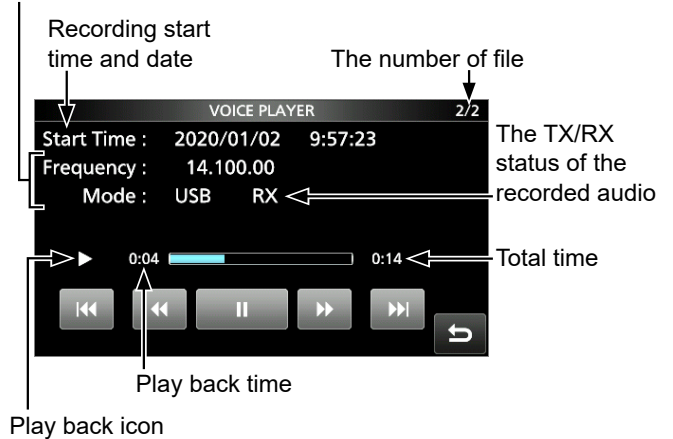 Recording start
time and date
The number of file
VOICE PLAYER
2/2
Start Time : 2020/01/02 9:57:23
Frequency : 14.100.00
Mode : USB RX
The TX/RX
status of the
recorded audio
0:04
0:14
Total time
Play back time
Play back icon